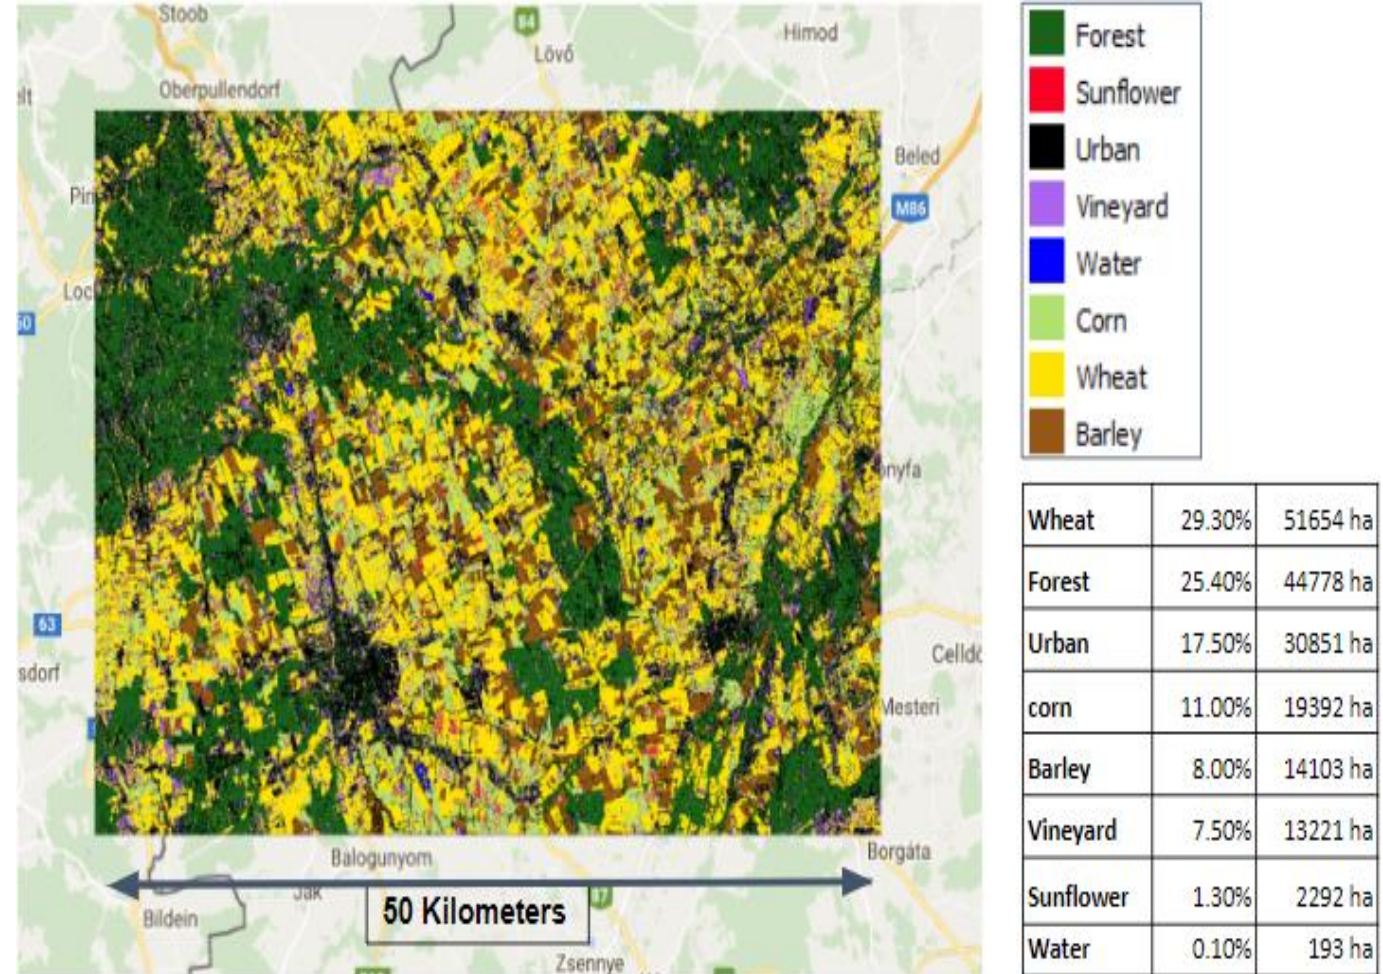 Stoob
84
Himod
Lövő
Oberpullendorf
Beled
M86
63
sdorf
Mesteri
Balogunyom
Borgáta
Jak
Bildein
50 Kilometers
Zsennye
Forest
Sunflower
Urban
Vineyard
Water
Corn
Wheat
Barley
Wheat 29.30% 51654 ha
Forest 25.40% 44778 ha
Urban 17.50% 30851 ha
corn 11.00% 19392 ha
Barley 8.00% 14103 ha
Vineyard 7.50% 13221 ha
Sunflower 1.30% 2292 ha
Water 0.10% 193 ha